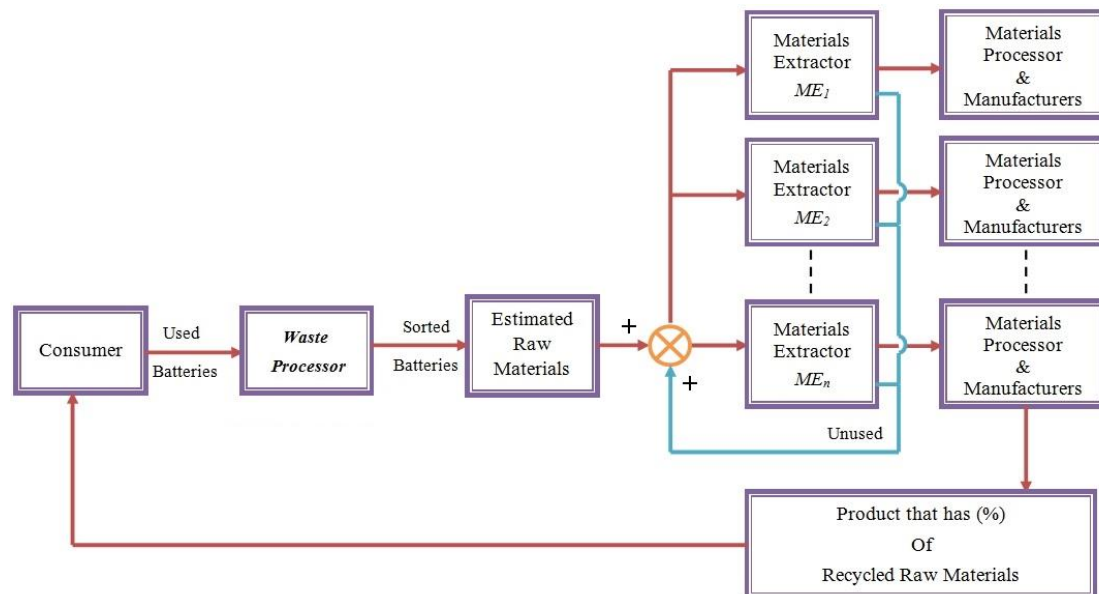 Materials
Extractor
ME1
Materials
Processor
&
Manufacturers
Materials
Extractor
ME2
Materials
Processor
&
Manufacturers
Consumer
Used
Batteries
Waste
Processor
Sorted
Batteries
Estimated
Raw
Materials
+
+
Materials
Extractor
MEn
Materials
Processor
&
Manufacturers
Unused
Product that has (%)
Of
Recycled Raw Materials